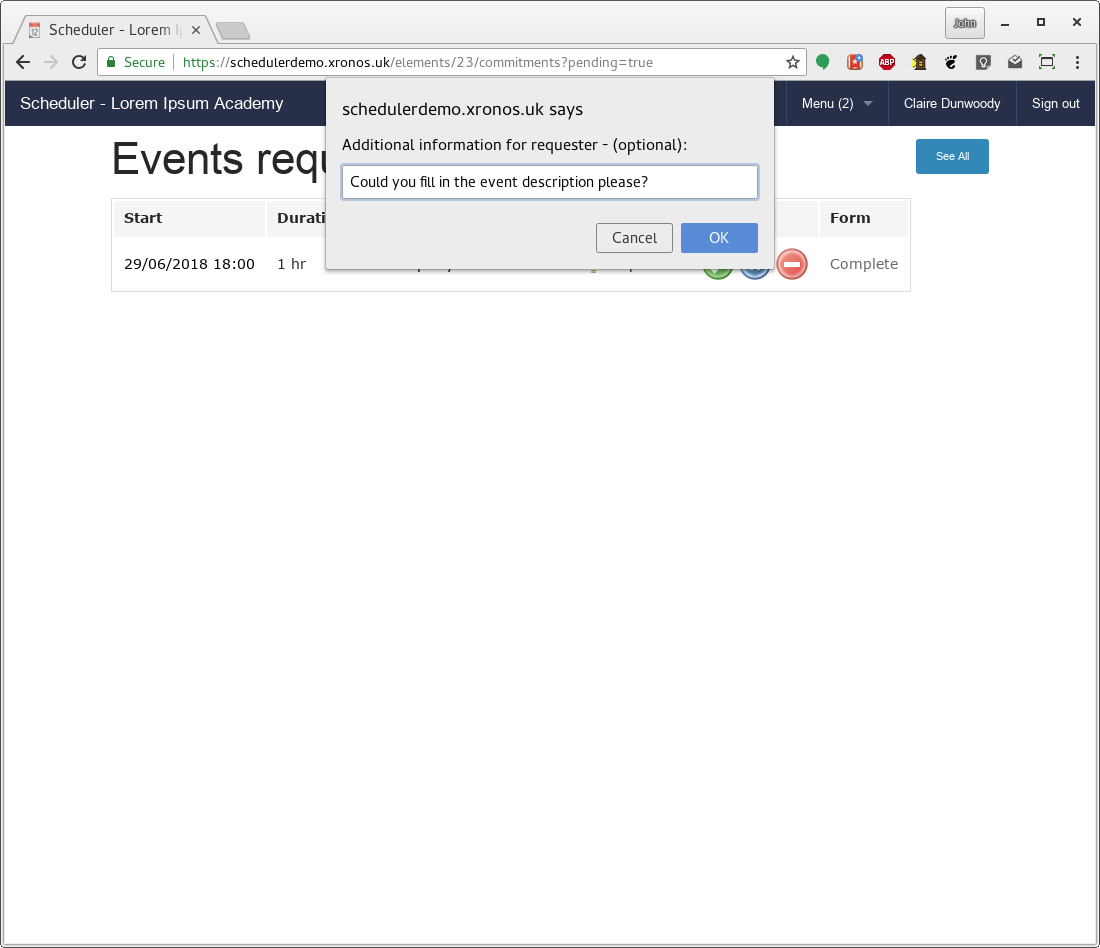 Scheduler - Lorem
John
Secure
https://schedulerdemo.xronos.uk/elements/23/commitments?pending=true
ABP
Scheduler - Lorem Ipsum Academy
Menu (2)
Claire Dunwoody
Sign out
schedulerdemo.xronos.uk says
Additional information for requester - (optional):
Could you fill in the event description please?
Cancel
OK
Events requ
See All
Start
Durati
Form
29/06/2018 18:00
1 hr
Complete